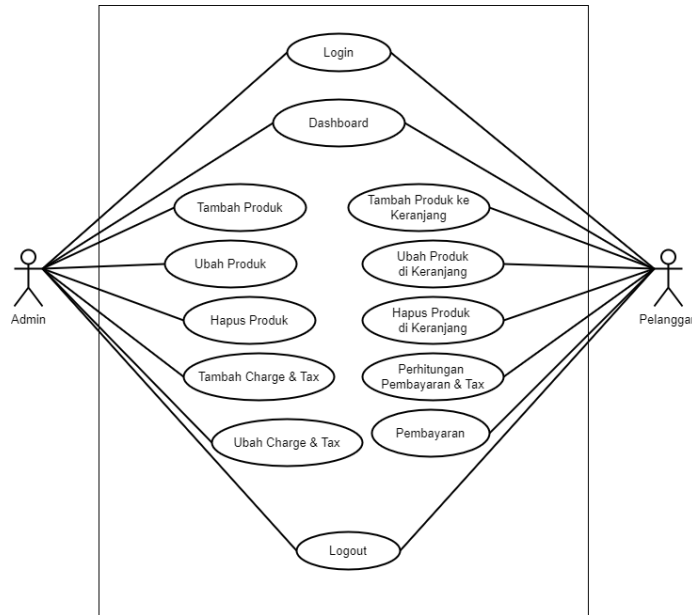 Login
Dashboard
Tambah Produk
Tambah Produk ke
Keranjang
Ubah Produk
Ubah Produk
di Keranjang
Admin
Pelanggan
Hapus Produk
Hapus Produk
di Keranjang
Tambah Charge & Tax
Perhitungan
Pembayaran & Tax
Ubah Charge & Tax
Pembayaran
Logout